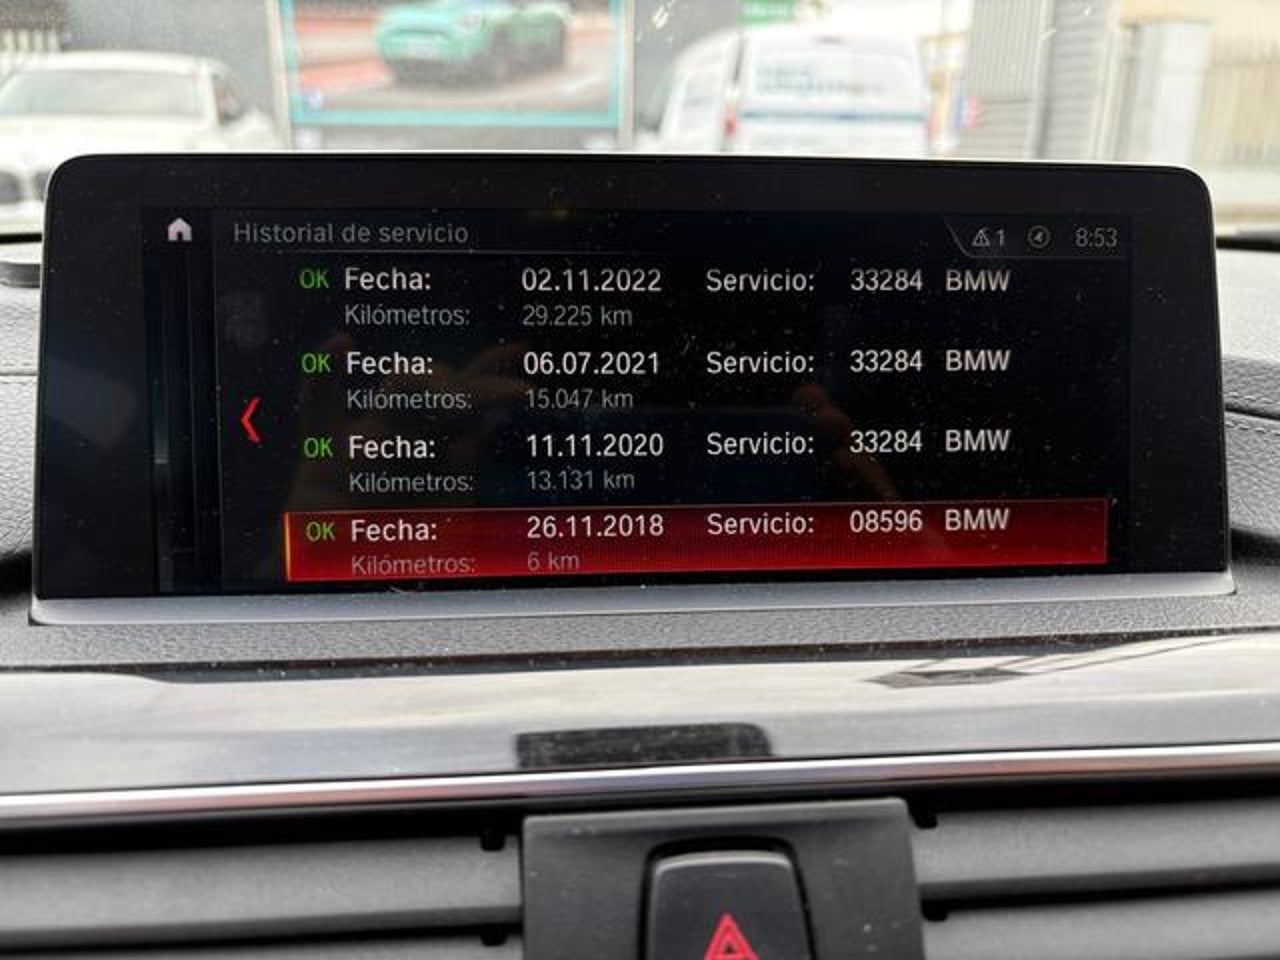 Historial de servicio
1
8:53
OK Fecha: 02.11.2022 Servicio: 33284 BMW
Kilómetros: 29.225 km
OK Fecha: 06.07.2021 Servicio: 33284 BMW
Kilómetros: 15.047 km
OK Fecha: 11.11.2020 Servicio: 33284 BMW
Kilómetros: 13.131 km
OK Fecha: 26.11.2018 Servicio: 08596 BMW
Kilómetros: 6 km